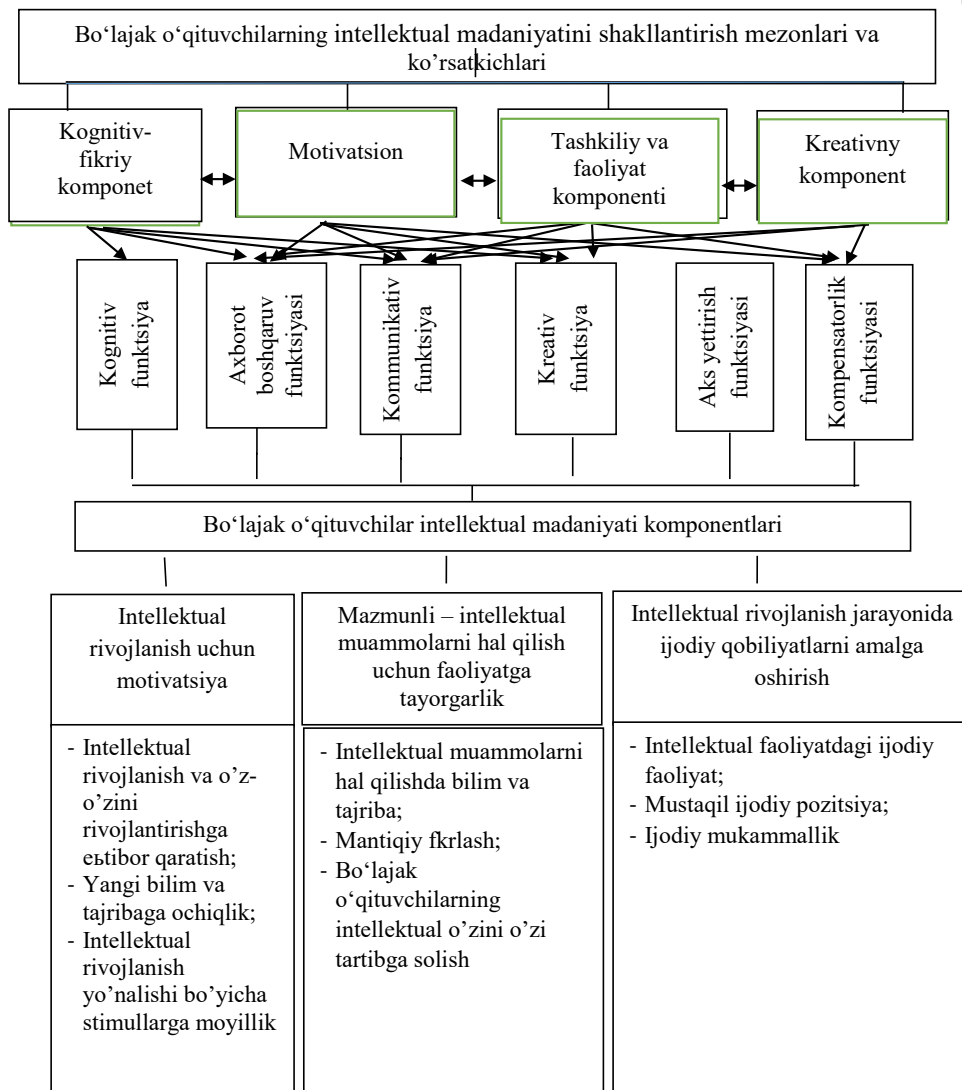 Bo‘lajak o‘qituvchilarning intellektual madaniyatini shakllantirish mezonlari va
ko’rsatkichlari
Kognitiv-
fikriy
komponet
Motivatsion
Tashkiliy va
faoliyat
komponenti
Kreativny
komponent
Kognitiv
funktsiya
Axborot
boshqaruv
funktsiyasi
Kommunikativ
funktsiya
Kreativ
funktsiya
Aks yettirish
funktsiyasi
Kompensatorlik
funktsiyasi
Bo‘lajak o‘qituvchilar intellektual madaniyati komponentlari
Intellektual
rivojlanish uchun
motivatsiya
Mazmunli – intellektual
muammolarni hal qilish
uchun faoliyatga
tayorgarlik
Intellektual rivojlanish jarayonida
ijodiy qobiliyatlarni amalga
oshirish
- Intellektual
rivojlanish va o’z-
o’zini
rivojlantirishga
eьtibor qaratish;
- Yangi bilim va
tajribaga ochiqlik;
- Intellektual
rivojlanish
yo’nalishi bo’yicha
stimullarga moyillik
- Intellektual muammolarni
hal qilishda bilim va
tajriba;
- Mantiqiy fkrlash;
- Bo‘lajak
o‘qituvchilarning
intellektual o’zini o’zi
tartibga solish
- Intellektual faoliyatdagi ijodiy
faoliyat;
- Mustaqil ijodiy pozitsiya;
- Ijodiy mukammallik